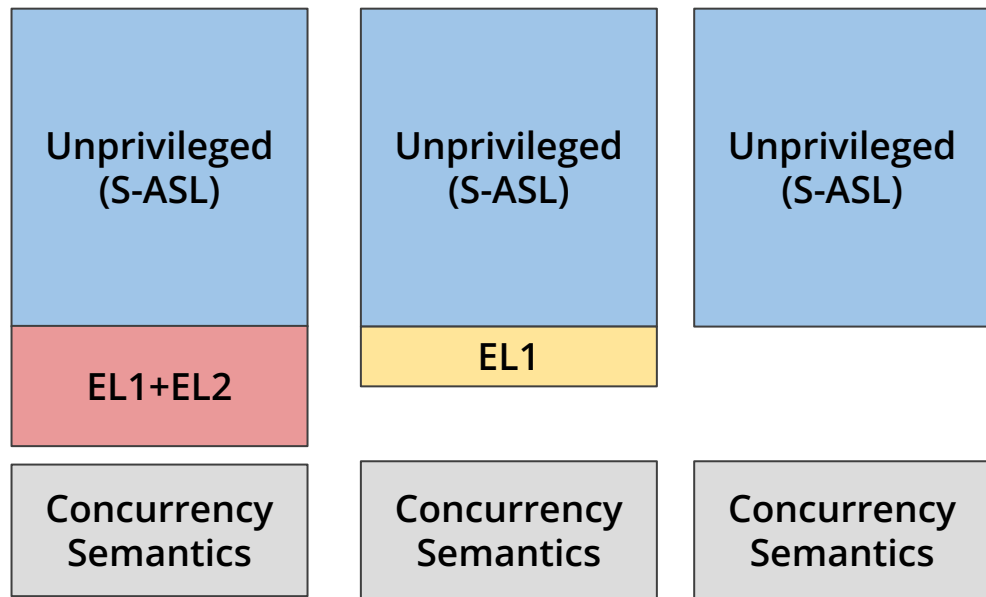 Unprivileged
(S-ASL)
EL1+EL2
Concurrency
Semantics
Unprivileged
(S-ASL)
EL1
Concurrency
Semantics
Unprivileged
(S-ASL)
Concurrency
Semantics